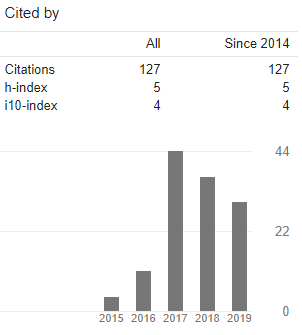 Cited by
All Since 2014
Citations 127 127
h-index 5 5
i10-index 4 4
44
22
0
2015 2016 2017 2018 2019